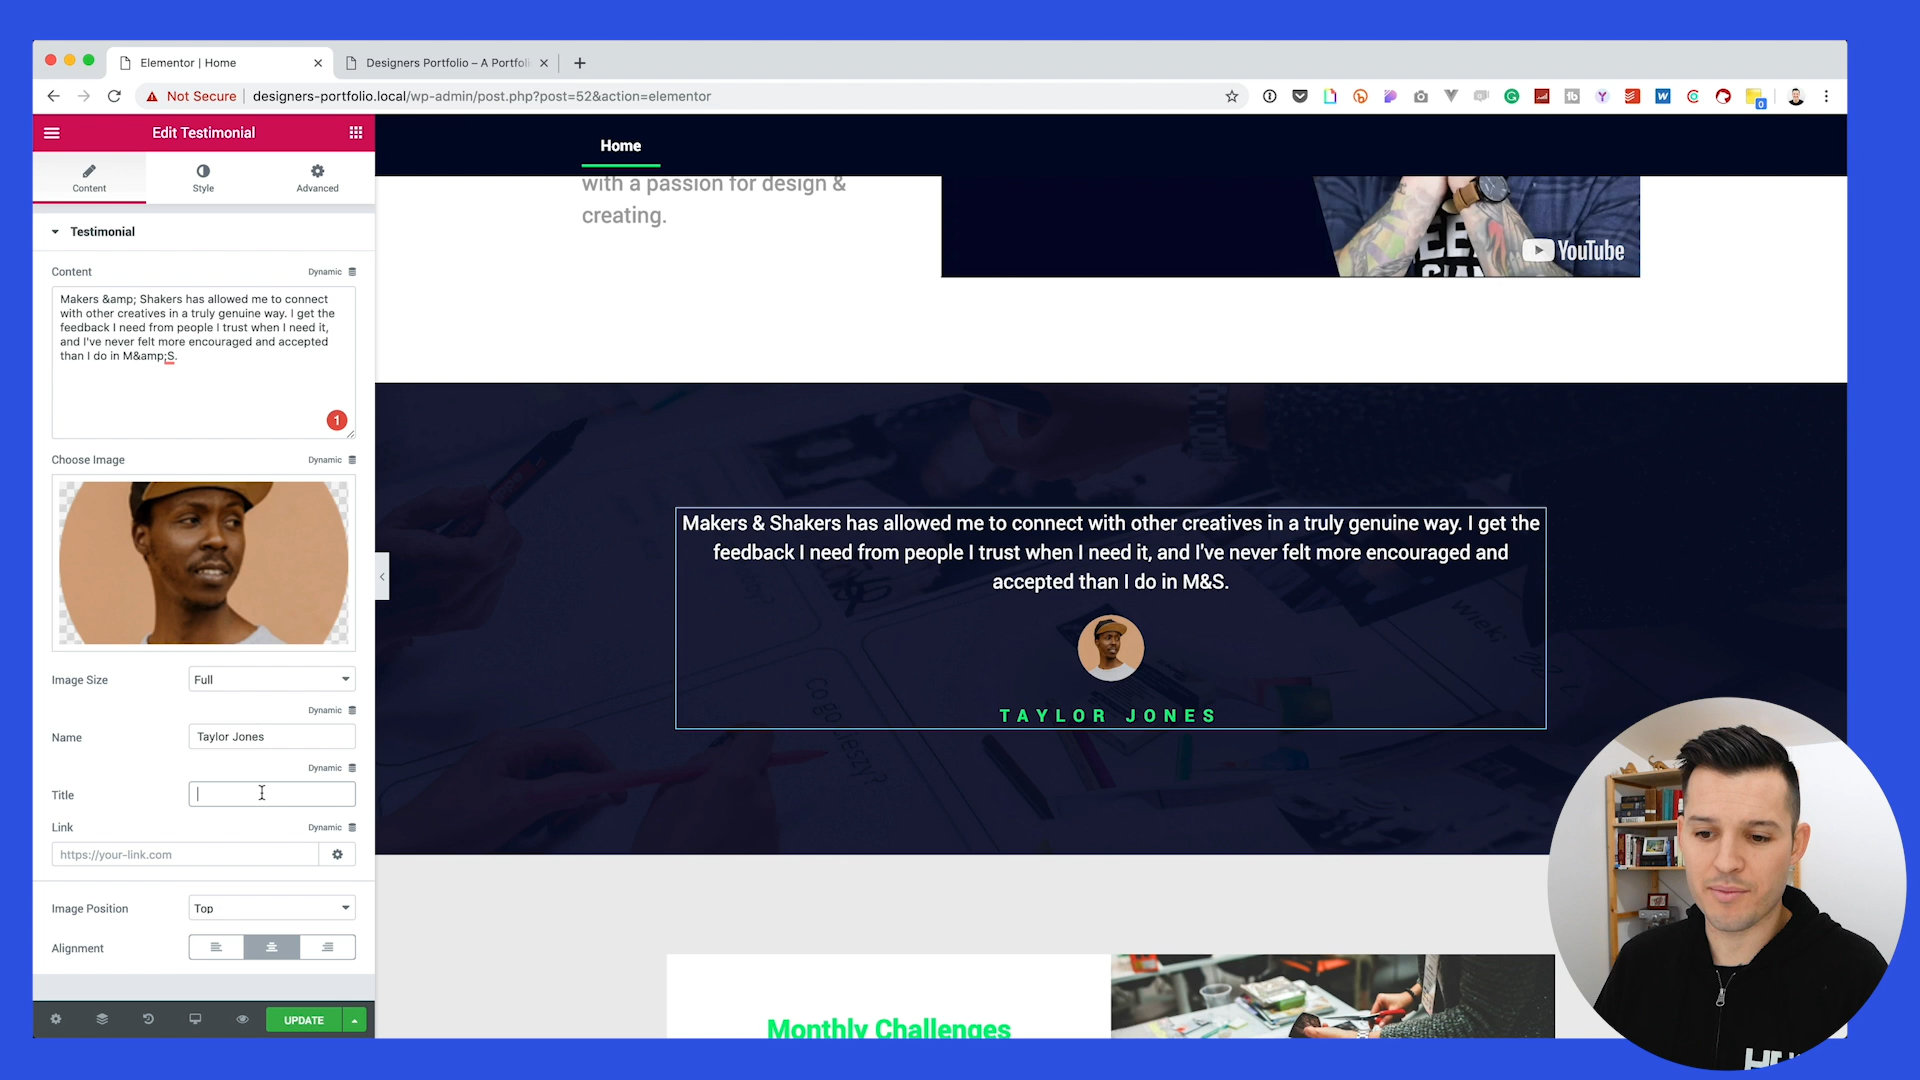 Elementor | Home
Designers Portfolio – A Portfoli
Not Secure
designers-portfolio.local/wp-admin/post.php?post=52&action=elementor
0
Edit Testimonial
Content
Style
Advanced
Testimonial
Content
Dynamic
Makers &amp; Shakers has allowed me to connect
with other creatives in a truly genuine way. I get the
feedback I need from people I trust when I need it,
and I've never felt more encouraged and accepted
than I do in M&amp;S.
1
Choose Image
Dynamic
Image Size
Full
Dynamic
Name
Taylor Jones
Dynamic
Title
Link
Dynamic
https://your-link.com
Image Position
Top
Alignment
UPDATE
Home
with a passion for design &
creating.
YouTube
Makers & Shakers has allowed me to connect with other creatives in a truly genuine way. I get the
feedback I need from people I trust when I need it, and I've never felt more encouraged and
accepted than I do in M&S.
TAYLOR JONES
Monthly Challenges